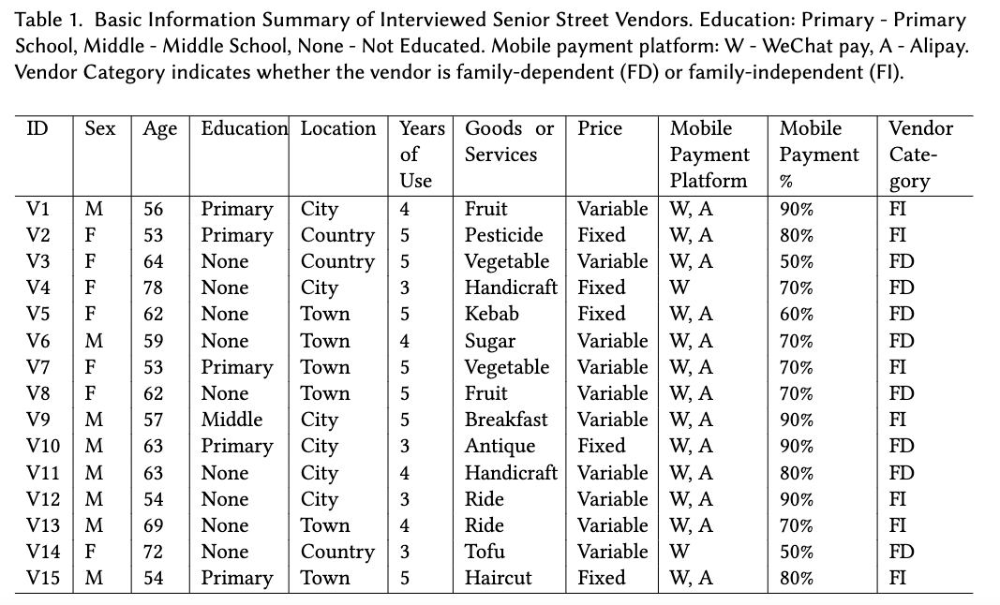 Table 1. Basic Information Summary of Interviewed Senior Street Vendors. Education: Primary - Primary
School, Middle - Middle School, None - Not Educated. Mobile payment platform: W - WeChat pay, A - Alipay.
Vendor Category indicates whether the vendor is family-dependent (FD) or family-independent (FI).
ID Sex Age Education Location Years Goods or Price Mobile Mobile Vendor
of Services Payment Payment Cate-
Use Platform % gory
V1 M 56 Primary City 4 Fruit Variable W, A 90% FI
V2 F 53 Primary Country 5 Pesticide Fixed W, A 80% FI
V3 F 64 None Country 5 Vegetable Variable W, A 50% FD
V4 F 78 None City 3 Handicraft Fixed W 70% FD
V5 F 62 None Town 5 Kebab Fixed W, A 60% FD
V6 M 59 None Town 4 Sugar Variable W, A 70% FD
V7 F 53 Primary Town 5 Vegetable Variable W, A 70% FI
V8 F 62 None Town 5 Fruit Variable W, A 70% FD
V9 M 57 Middle City 5 Breakfast Variable W, A 90% FI
V10 M 63 Primary City 3 Antique Fixed W, A 90% FD
V11 M 63 None City 4 Handicraft Variable W, A 80% FD
V12 M 54 None City 3 Ride Variable W, A 90% FI
V13 M 69 None Town 4 Ride Variable W, A 70% FI
V14 F 72 None Country 3 Tofu Variable W 50% FD
V15 M 54 Primary Town 5 Haircut Fixed W, A 80% FI